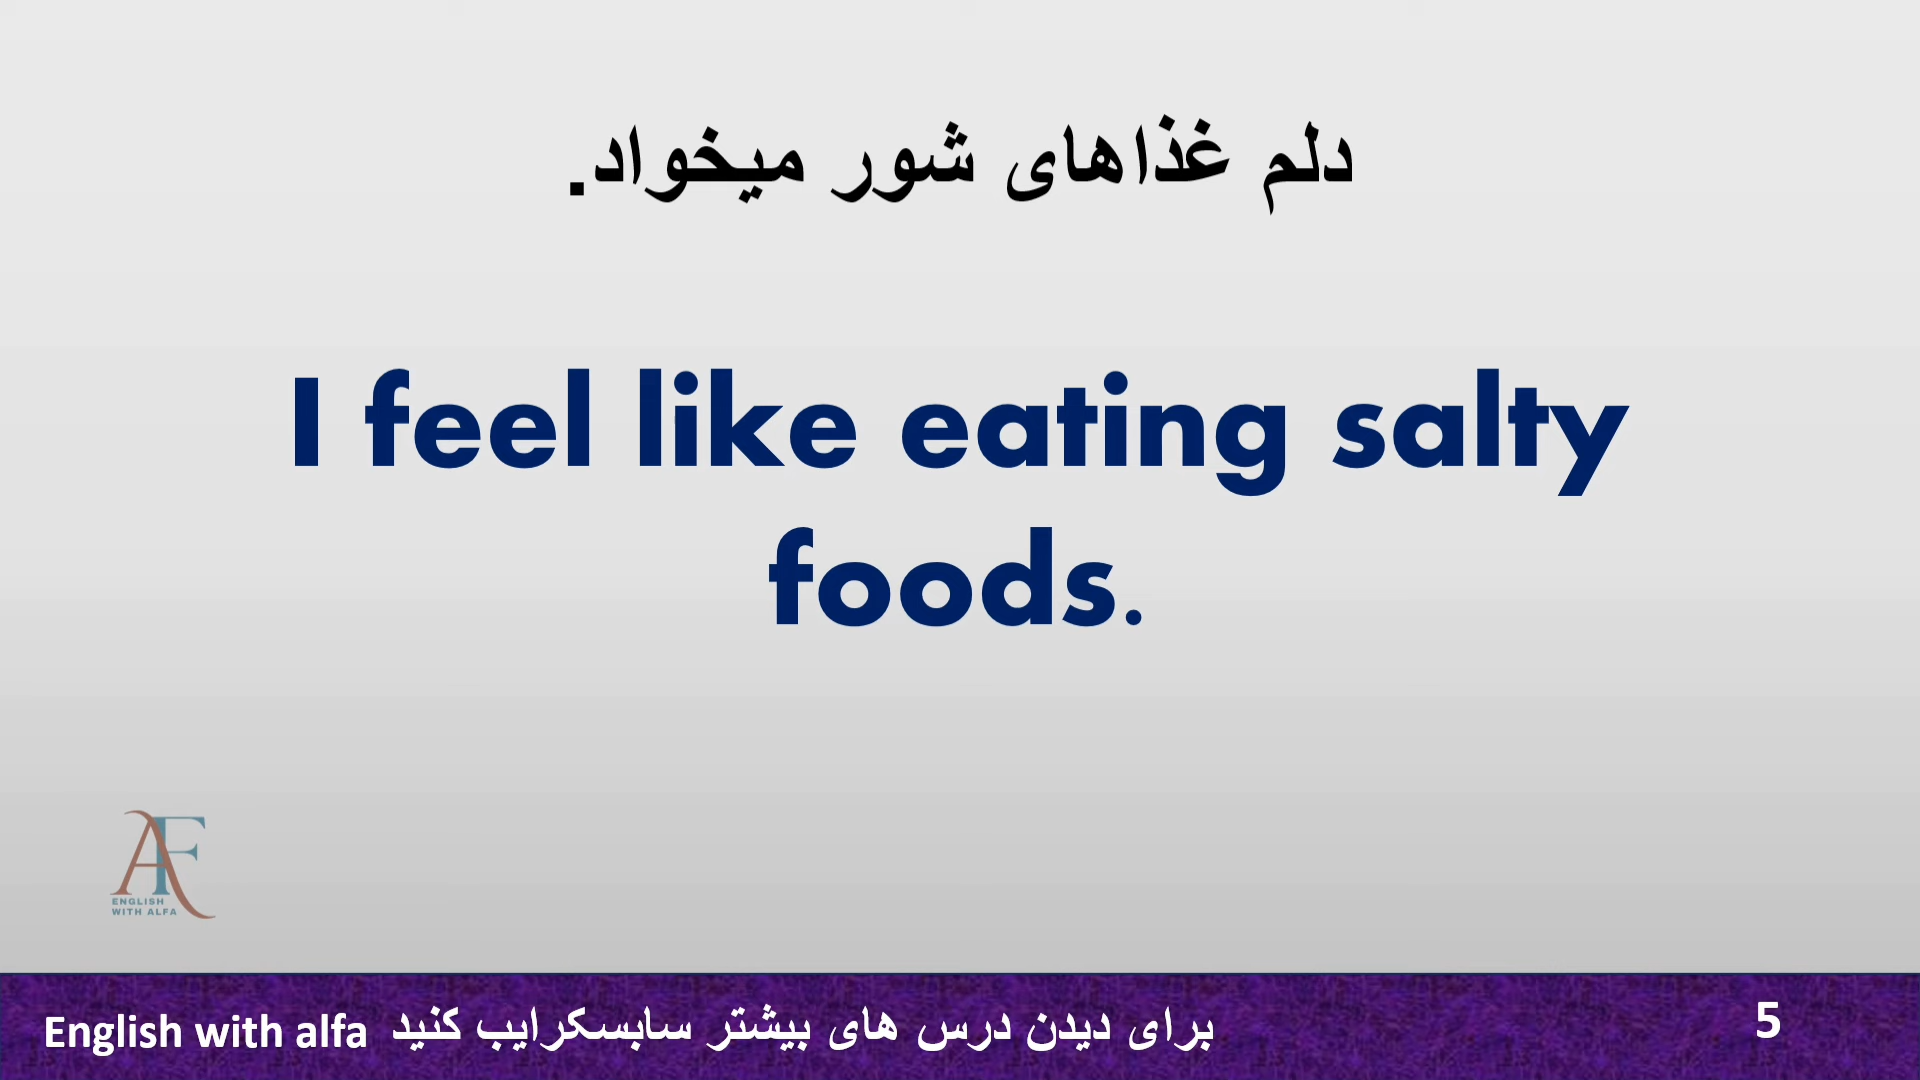 دلم غذاهای شور میخواد.
I feel like eating salty
foods.
AF
ENGLISH
WITH ALFA
English with alfa برای دیدن درس های بیشتر سابسکرایب کنید
5